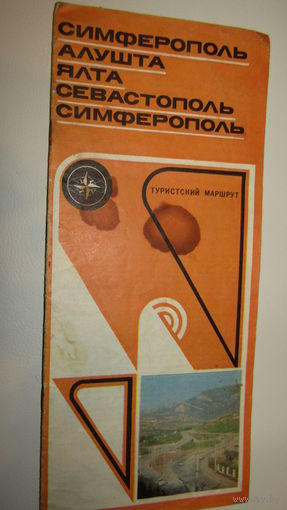 СИМФЕРОПОЛЬ
АЛУШТА
ЯЛТА
СЕВАСТОПОЛЬ
СИМФЕРОПОЛЬ
ТУРИСТСКИЙ МАРШРУТ